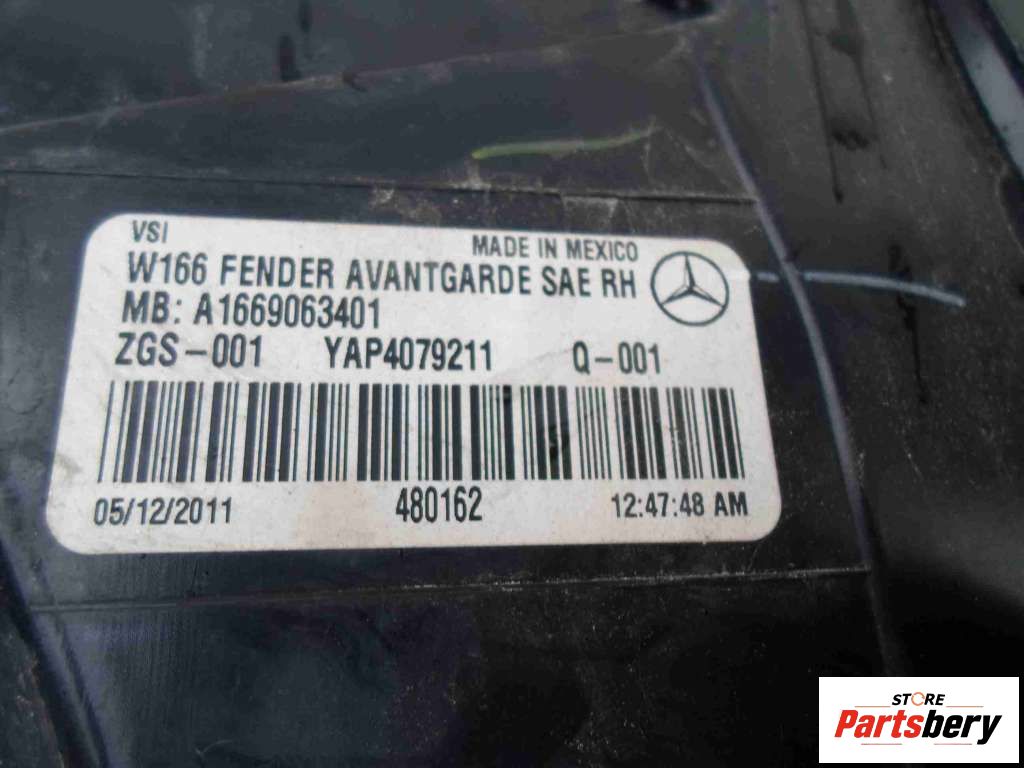 VSI
MADE IN MEXICO
W166 FENDER AVANTGARDE SAE RH
MB: A1669063401
ZGS-001 YAP4079211 Q-001
05/12/2011 480162 12:47:48 AM
STORE
Partsbery